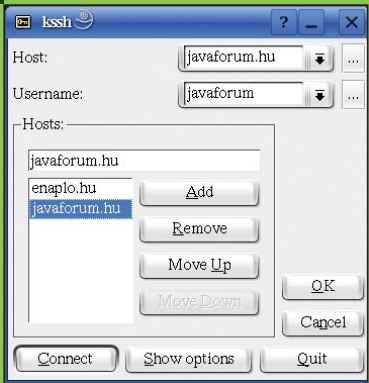 kssh
? _ X
Host: javaforum.hu ...
Username: javaforum ...
Hosts:
javaforum.hu
enaplo.hu
javaforum.hu
Add
Remove
Move Up
Move Down
OK
Cancel
Connect Show options Quit